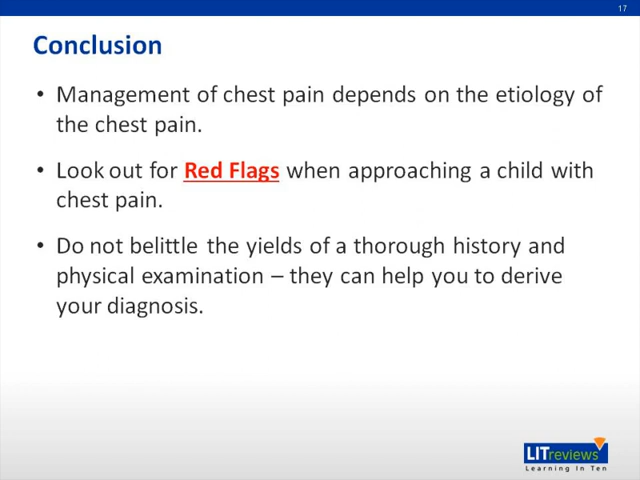 17
Conclusion
• Management of chest pain depends on the etiology of
the chest pain.
• Look out for Red Flags when approaching a child with
chest pain.
• Do not belittle the yields of a thorough history and
physical examination – they can help you to derive
your diagnosis.
LITreviews
Learning In Ten